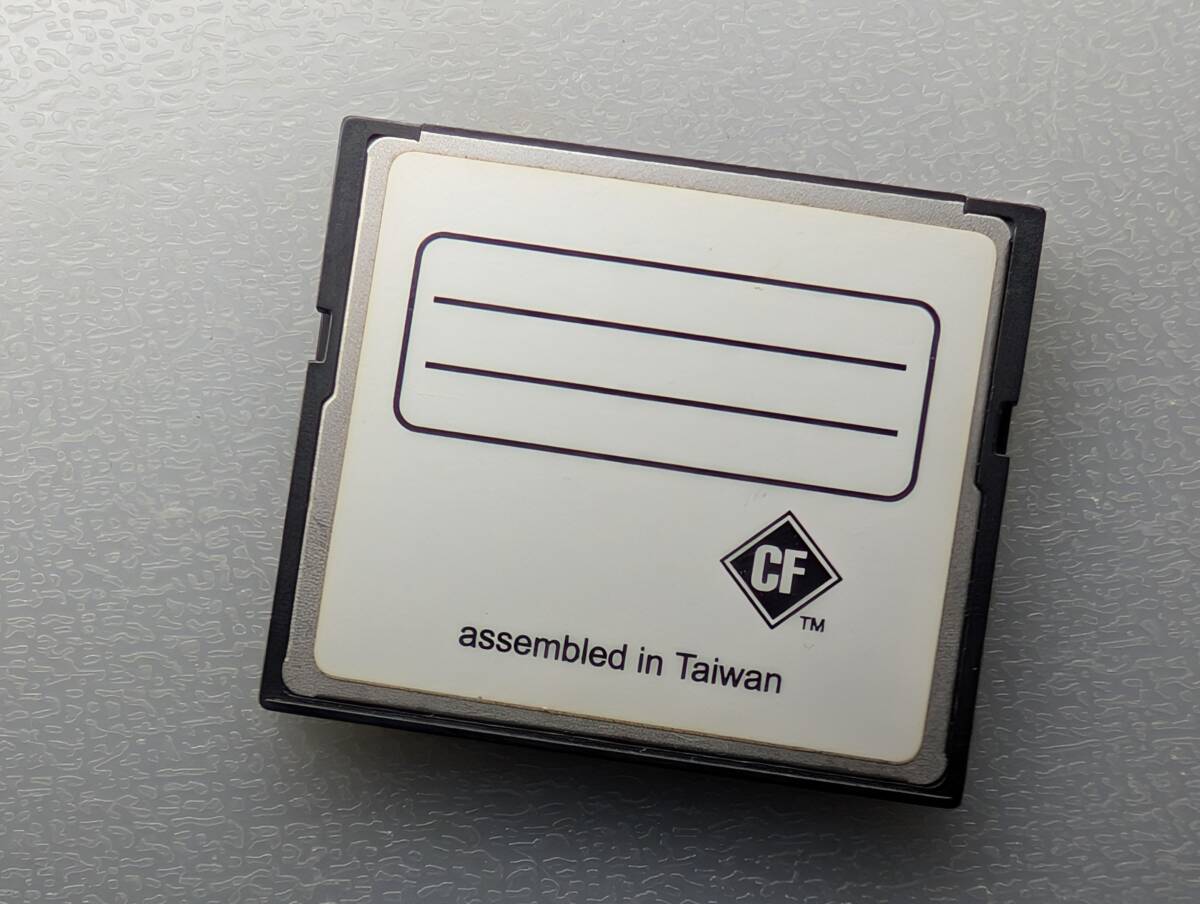 CF
TM
assembled in Taiwan